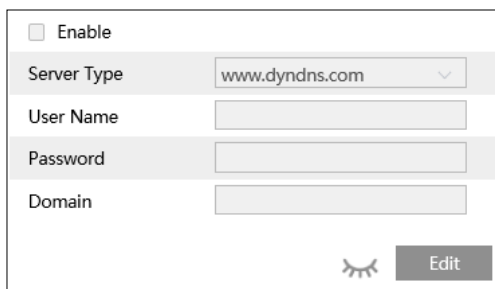 Enable
Server Type www.dyndns.com
User Name
Password
Domain
Edit